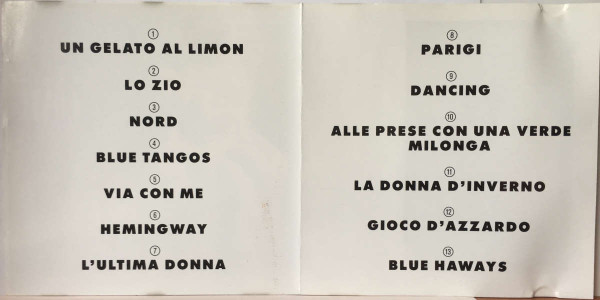 ①
UN GELATO AL LIMON
②
LO ZIO
③
NORD
④
BLUE TANGOS
⑤
VIA CON ME
⑥
HEMINGWAY
⑦
L'ULTIMA DONNA
⑧
PARIGI
⑨
DANCING
⑩
ALLE PRESE CON UNA VERDE
MILONGA
⑪
LA DONNA D'INVERNO
⑫
GIOCO D'AZZARDO
⑬
BLUE HAWAYS